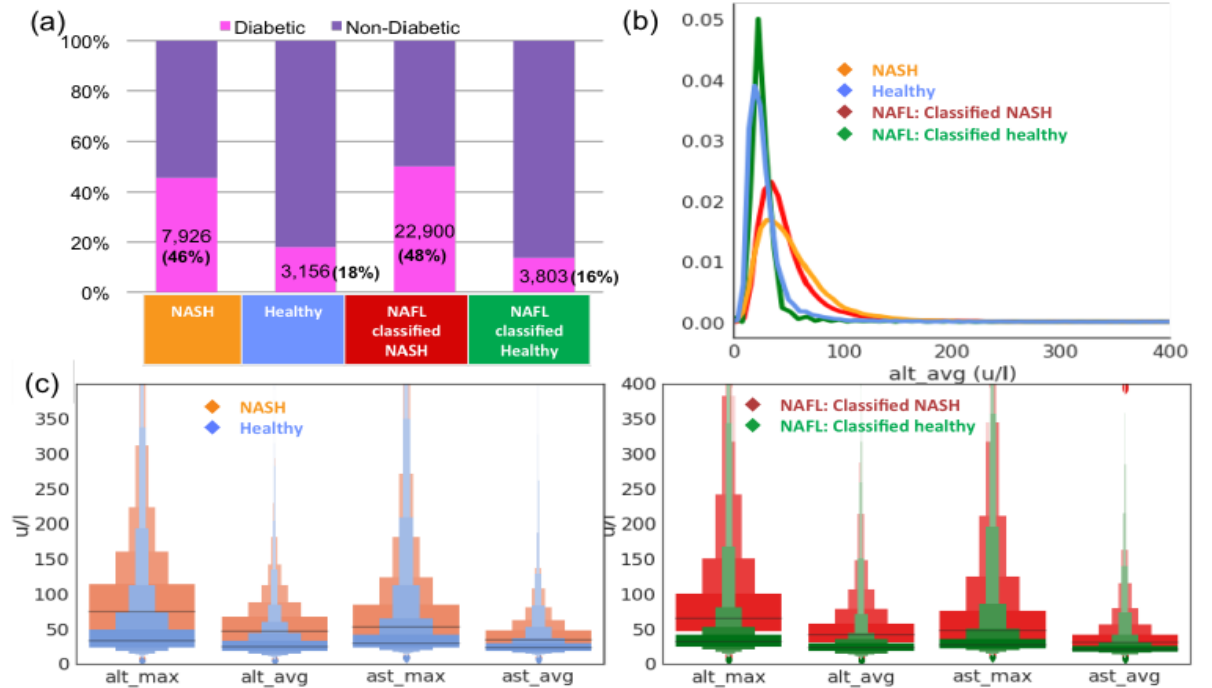 (a)
Diabetic Non-Diabetic
100%
80%
60%
40%
20%
0%
7,926
(46%)
3,156 (18%)
22,900
(48%)
3,803 (16%)
NASH
Healthy
NAFL
classified
NASH
NAFL
classified
Healthy
(b)
0.05
0.04
0.03
0.02
0.01
0.00
NASH
Healthy
NAFL: Classified NASH
NAFL: Classified healthy
0 100 200 300 400
alt_avg (u/l)
(c)
NASH
Healthy
350
300
250
200
150
100
50
0
u/l
alt_max alt_avg ast_max ast_avg
NAFL: Classified NASH
NAFL: Classified healthy
400
350
300
250
200
150
100
50
0
u/l
alt_max alt_avg ast_max ast_avg